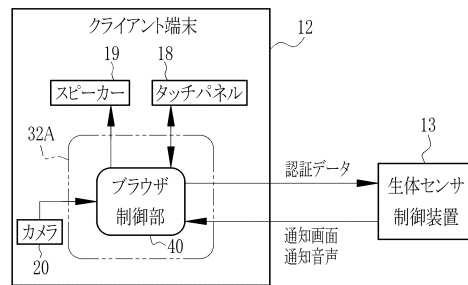 クライアント端末
12
19
18
スピーカー
タッチパネル
32A
13
ブラウザ
制御部
認証データ
生体センサ
制御装置
カメラ
20
40
通知画面
通知音声